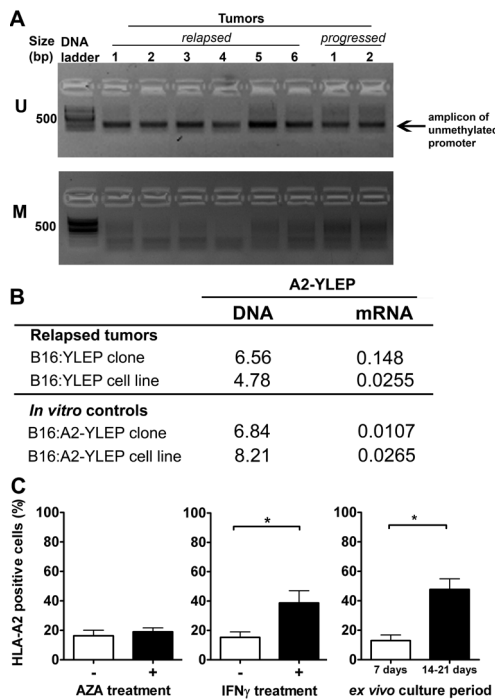 A
Tumors
Size (bp) DNA ladder relapsed progressed
1 2 3 4 5 6 1 2
U
500
amplicon of unmethylated promoter
M
500
B
A2-YLEP
DNA mRNA
Relapsed tumors
B16:YLEP clone 6.56 0.148
B16:YLEP cell line 4.78 0.0255
In vitro controls
B16:A2-YLEP clone 6.84 0.0107
B16:A2-YLEP cell line 8.21 0.0265
C
HLA-A2 positive cells (%)
100
80
60
40
20
0
- +
AZA treatment
100
80
60
40
20
0
*
- +
IFNγ treatment
100
80
60
40
20
0
*
7 days 14-21 days
ex vivo culture period